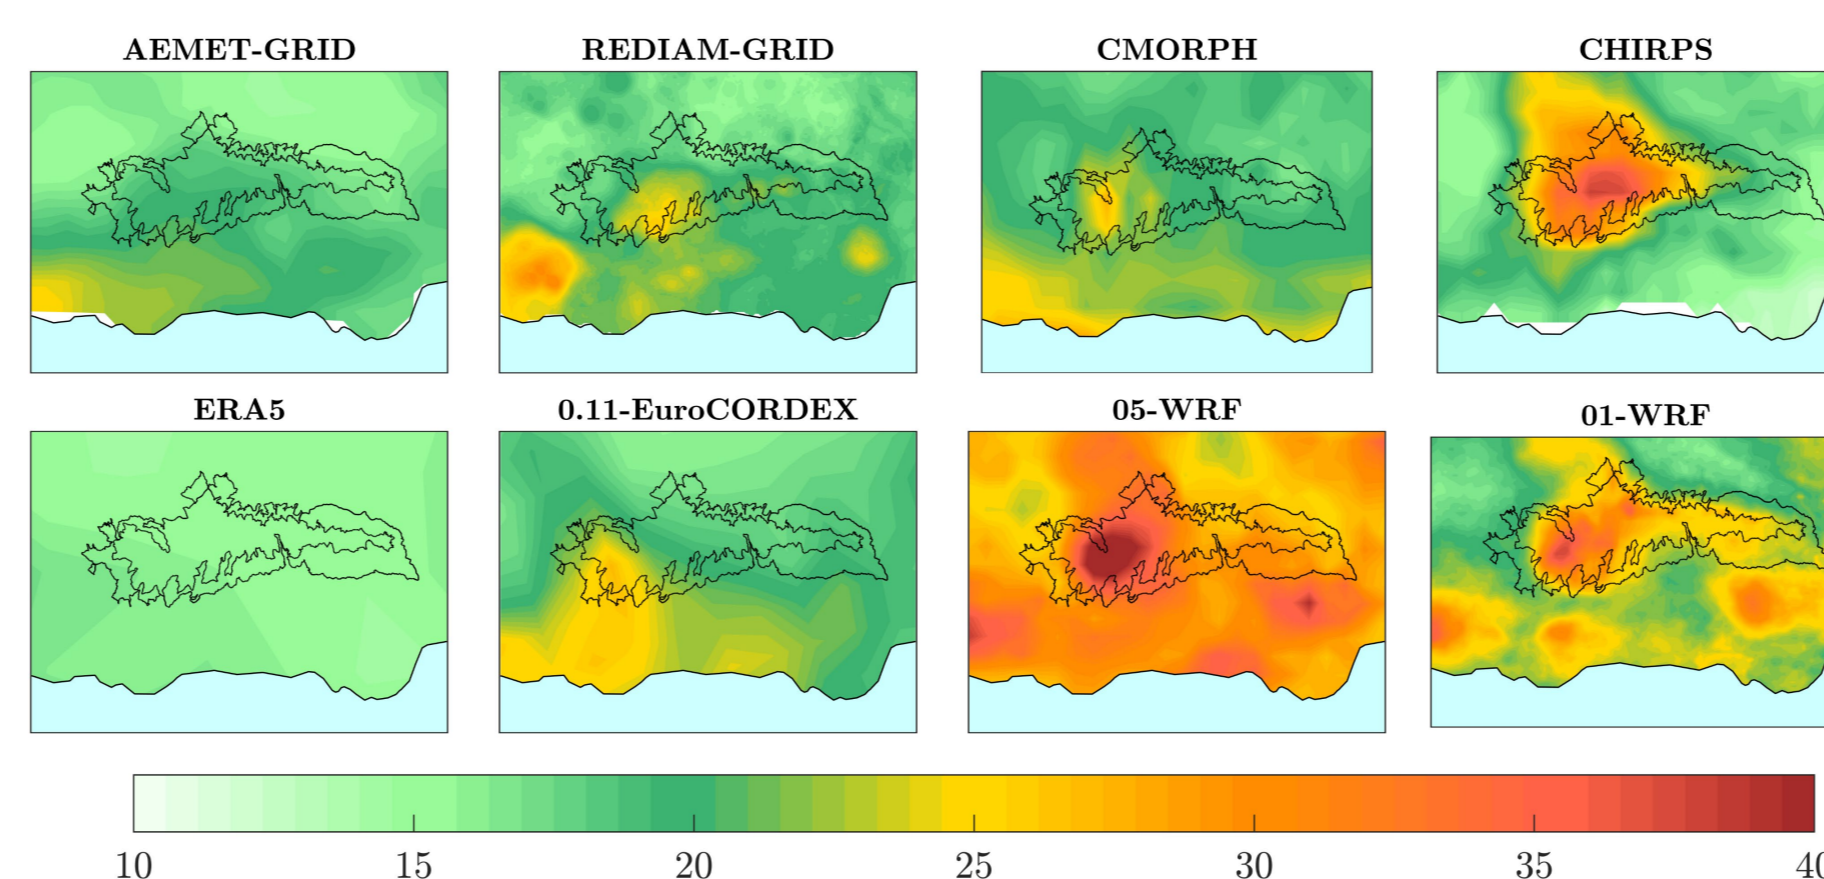 AEMET-GRID REDIAM-GRID CMORPH CHIRPS
ERA5 0.11-EuroCORDEX 05-WRF 01-WRF
10 15 20 25 30 35 40